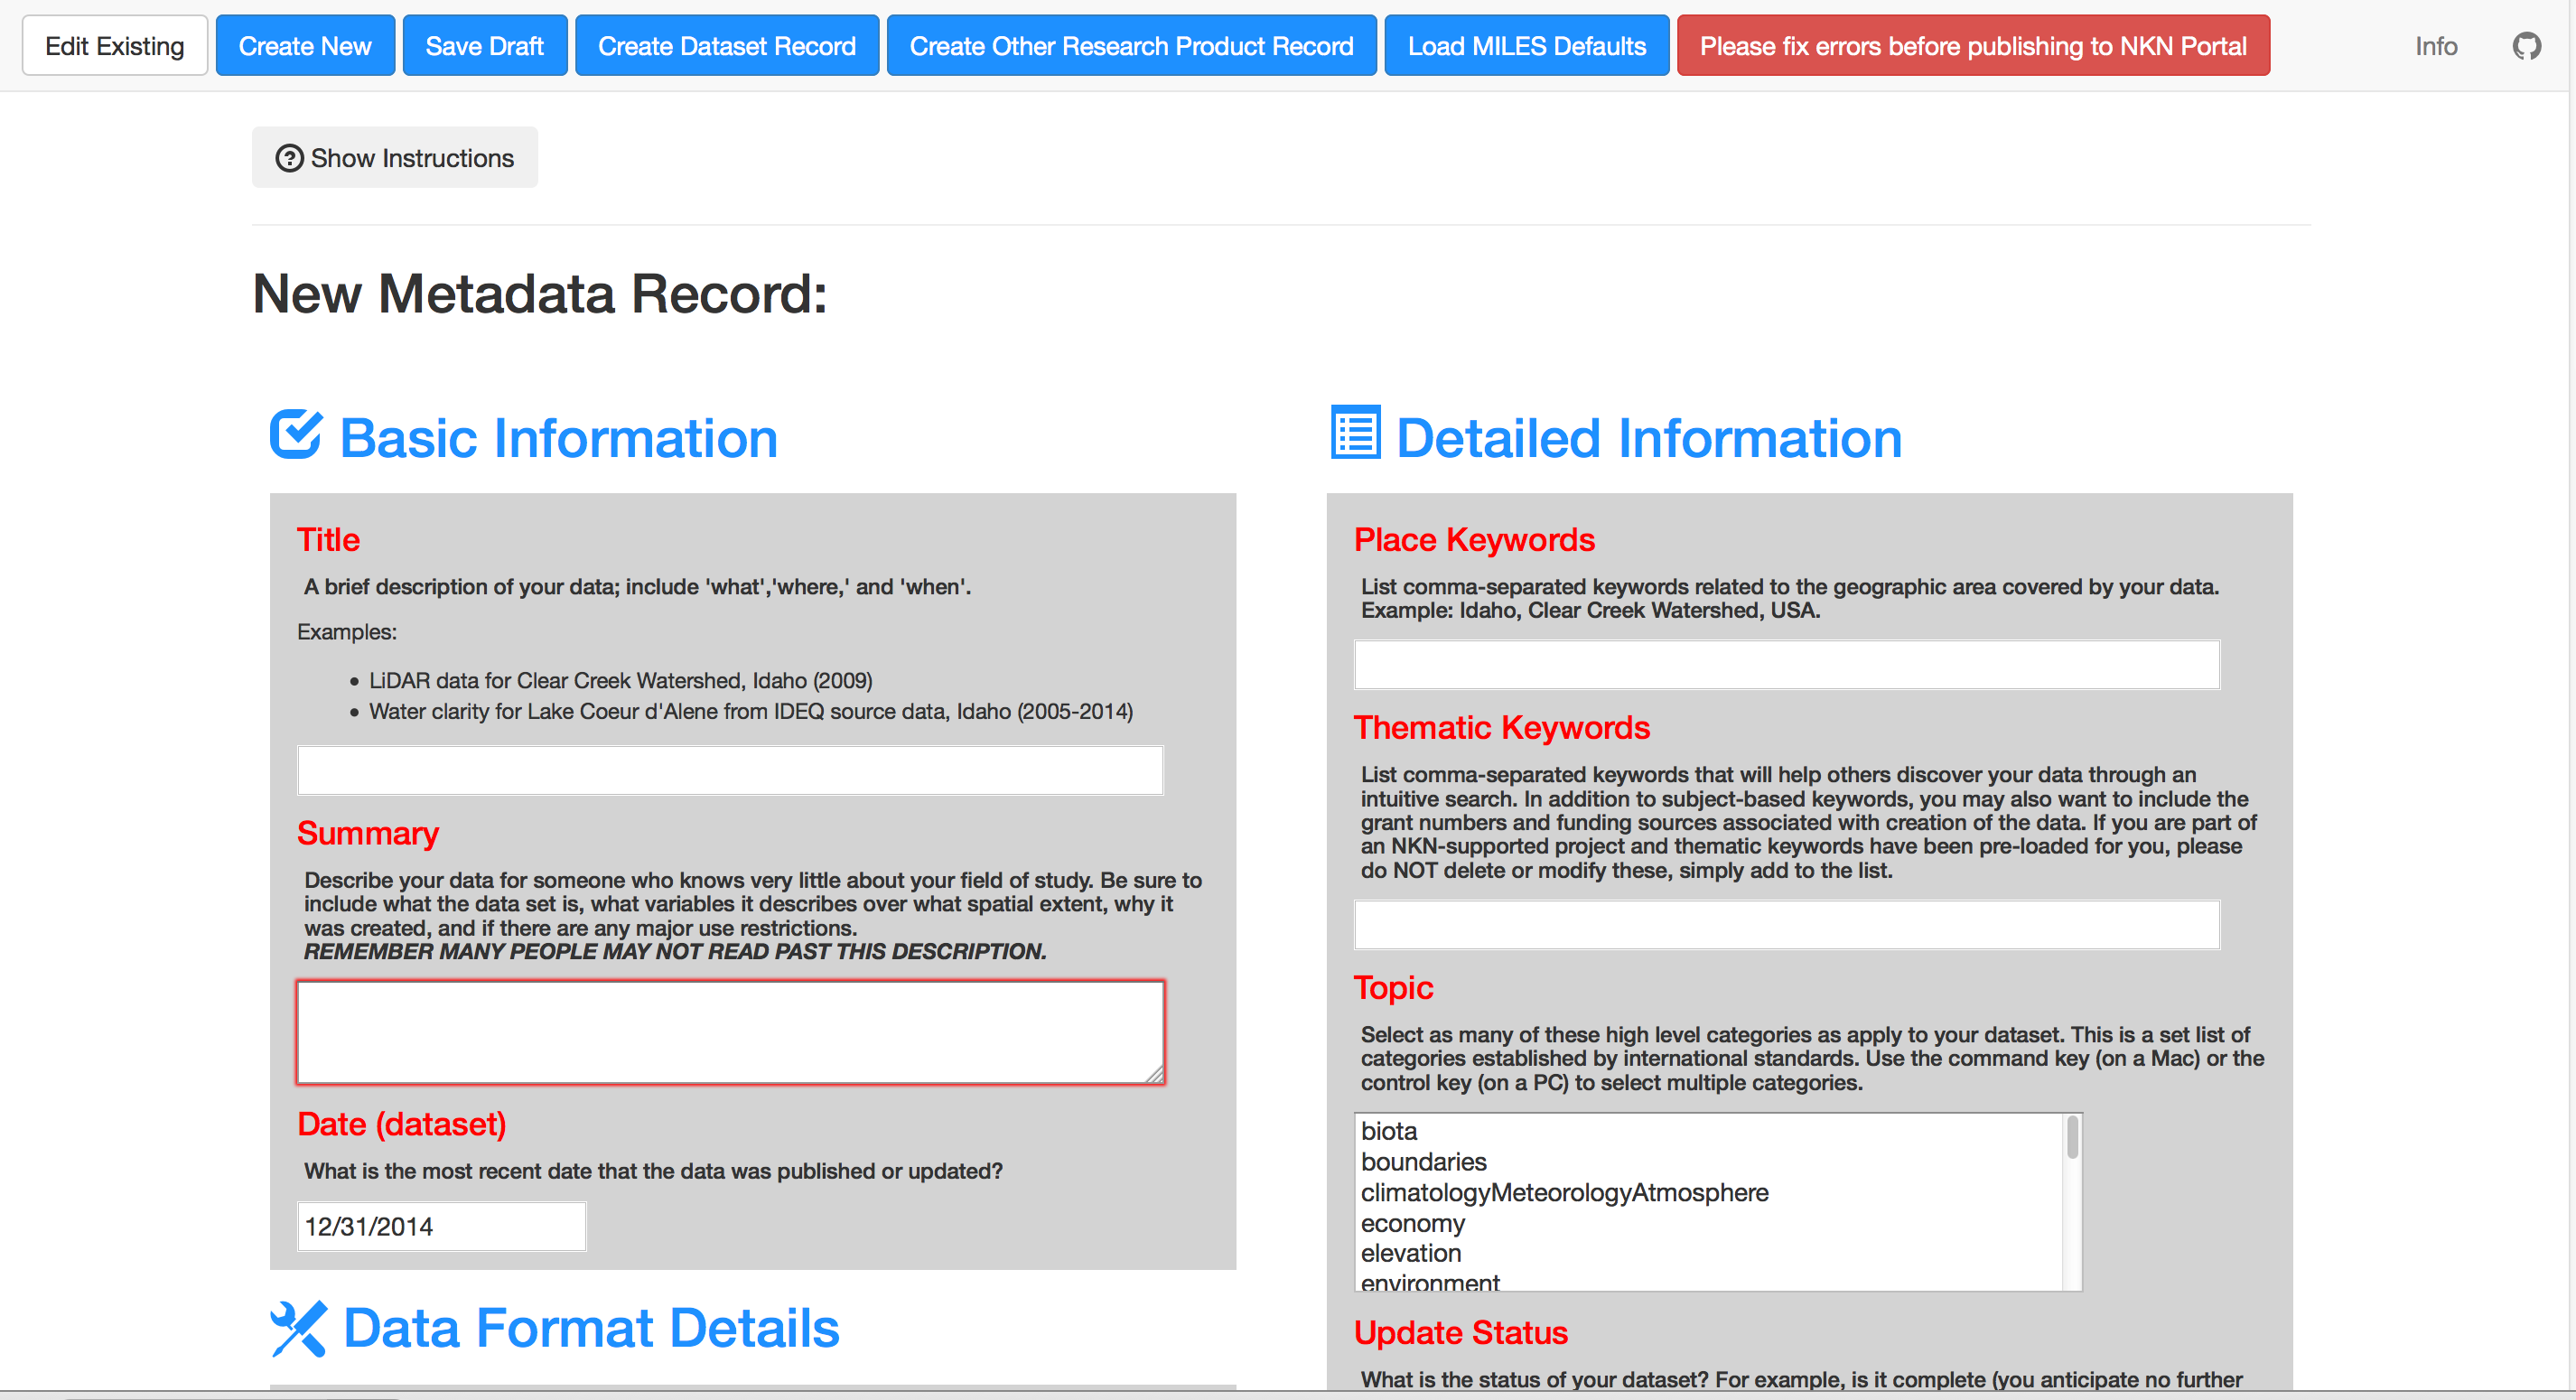 Edit Existing Create New Save Draft Create Dataset Record Create Other Research Product Record Load MILES Defaults Please fix errors before publishing to NKN Portal Info
Show Instructions
New Metadata Record:
Basic Information
Title
A brief description of your data; include 'what','where,' and 'when'.
Examples:
LiDAR data for Clear Creek Watershed, Idaho (2009)
Water clarity for Lake Coeur d'Alene from IDEQ source data, Idaho (2005-2014)
Summary
Describe your data for someone who knows very little about your field of study. Be sure to
include what the data set is, what variables it describes over what spatial extent, why it
was created, and if there are any major use restrictions.
REMEMBER MANY PEOPLE MAY NOT READ PAST THIS DESCRIPTION.
Date (dataset)
What is the most recent date that the data was published or updated?
12/31/2014
Data Format Details
Detailed Information
Place Keywords
List comma-separated keywords related to the geographic area covered by your data.
Example: Idaho, Clear Creek Watershed, USA.
Thematic Keywords
List comma-separated keywords that will help others discover your data through an
intuitive search. In addition to subject-based keywords, you may also want to include the
grant numbers and funding sources associated with creation of the data. If you are part of
an NKN-supported project and thematic keywords have been pre-loaded for you, please
do NOT delete or modify these, simply add to the list.
Topic
Select as many of these high level categories as apply to your dataset. This is a set list of
categories established by international standards. Use the command key (on a Mac) or the
control key (on a PC) to select multiple categories.
biota
boundaries
climatologyMeteorologyAtmosphere
economy
elevation
environment
Update Status
What is the status of your dataset? For example, is it complete (you anticipate no further